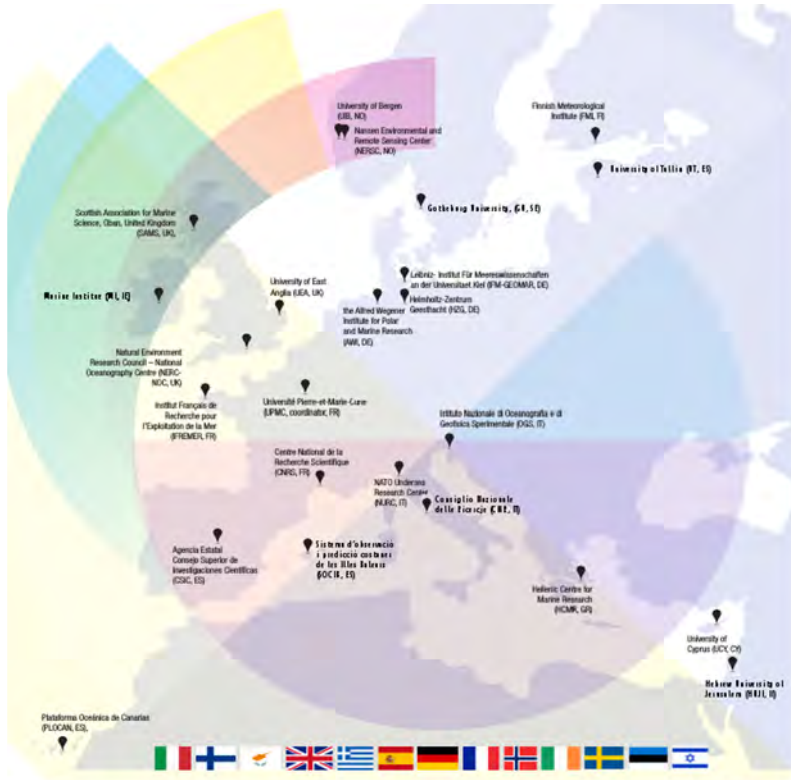 University of Bergen
(UIB, NO)
Nansen Environmental and
Remote Sensing Center
(NERSC, NO)
Finnish Meteorological
Institute (FMI, FI)
University of Tallin (UT, ES)
Gotheborg University, (GU, SE)
Scottish Association for Marine
Science, Oban, United Kingdom
(SAMS, UK),
Marine Institue (MI, IE)
University of East
Anglia (UEA, UK)
Leibniz- Institut Für Meereswissenschaften
an der Universitaet Kiel (IFM-GEOMAR, DE)
Helmholtz-Zentrum
Geesthacht (HZG, DE)
the Alfred Wegener
Institute for Polar
and Marine Research
(AWI, DE)
Natural Environment
Research Council – National
Oceanography Centre (NERC-
NOC, UK)
Institut Français de
Recherche pour
l'Exploitation de la Mer
(IFREMER, FR)
Université Pierre-et-Marie-Curie
(UPMC, coordinator, FR)
Istituto Nazionale di Oceanografia e di
Geofisica Sperimentale (OGS, IT)
Centre National de la
Recherche Scientifique
(CNRS, FR)
NATO Undersea
Research Center
(NURC, IT)
Consiglio Nazionale
delle (CNR, IT)
Agencia Estatal
Consejo Superior de
Investigaciones Científicas
(CSIC, ES)
Sistema d'observació
i predicció costaner
de les Illes Balears
(SOCIB, ES)
Hellenic Centre for
Marine Research
(HCMR, GR)
University of
Cyprus (UCY, CY)
Hebrew University of
Jerusalem (HUJI, Il)
Plataforma Oceánica de Canarias
(PLOCAN, ES),